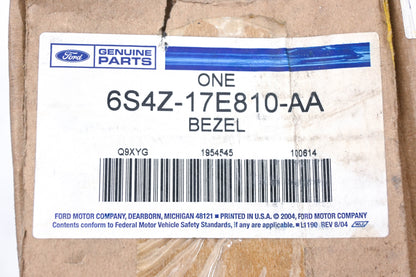 Ford GENUINE PARTS
ONE
6S4Z-17E810-AA
BEZEL
Q9XYG 1954545 100614
FORD MOTOR COMPANY, DEARBORN, MICHIGAN 48121 • PRINTED IN U.S.A. © 2004, FORD MOTOR COMPANY
Contents conform to Federal Motor Vehicle Safety Standards, if any are applicable. • L1190 REV 8/04